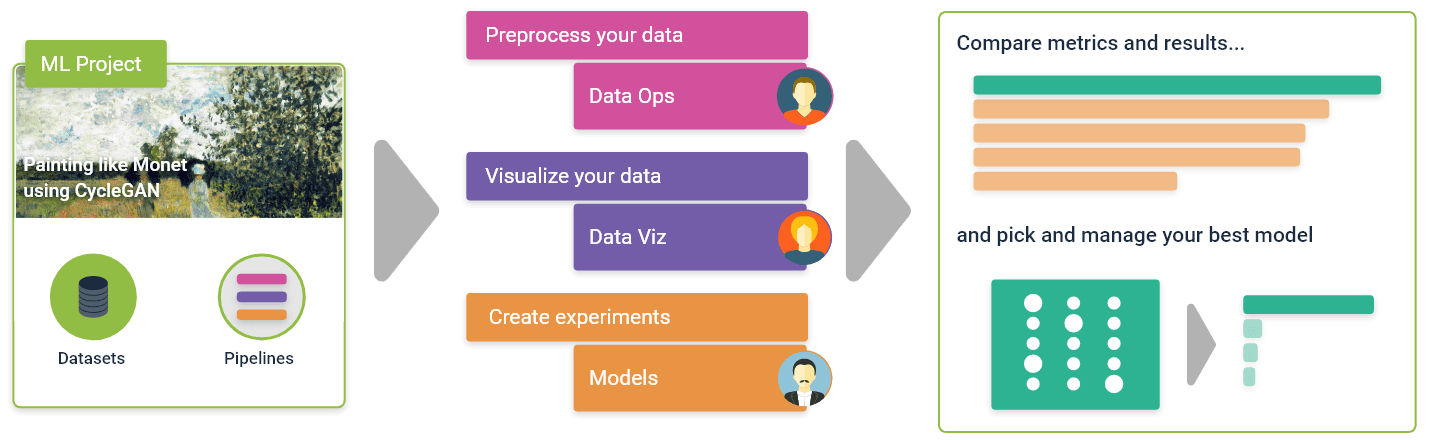 ML Project
Painting like Monet
using CycleGAN
Datasets
Pipelines
Preprocess your data
Data Ops
Visualize your data
Data Viz
Create experiments
Models
Compare metrics and results...
and pick and manage your best model